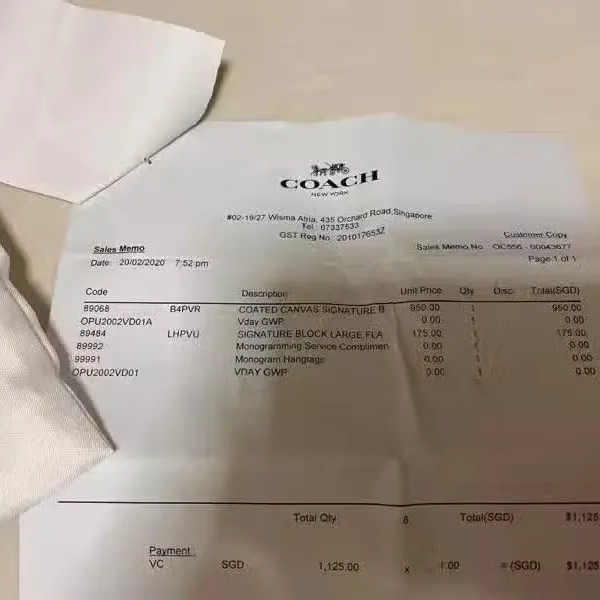 COACH
NEW YORK
#02-19/27 Wisma Atria, 435 Orchard Road, Singapore
Tel : 67337533
GST Reg No : 201017653Z
Customer Copy
Sales Memo
Sales Memo No. OC556 - 00043677
Date: 20/02/2020 7:52 pm
Page 1 of 1
Code Description Unit Price Qty Disc. Total(SGD)
89068 B4PVR COATED CANVAS SIGNATURE B 950.00 1 950.00
OPU2002VD01A Vday GWP 0.00 1 0.00
89484 LHPVU SIGNATURE BLOCK LARGE FLA 175.00 1 175.00
89992 Monogramming Service-Complimen 0.00 1 0.00
99991 Monogram Hangtags 0.00 1 0.00
OPU2002VD01 VDAY GWP 0.00 1 0.00
Total Qty 6 Total(SGD) $1,125
Payment :
VC SGD 1,125.00 x 1.00 = (SGD) $1,125